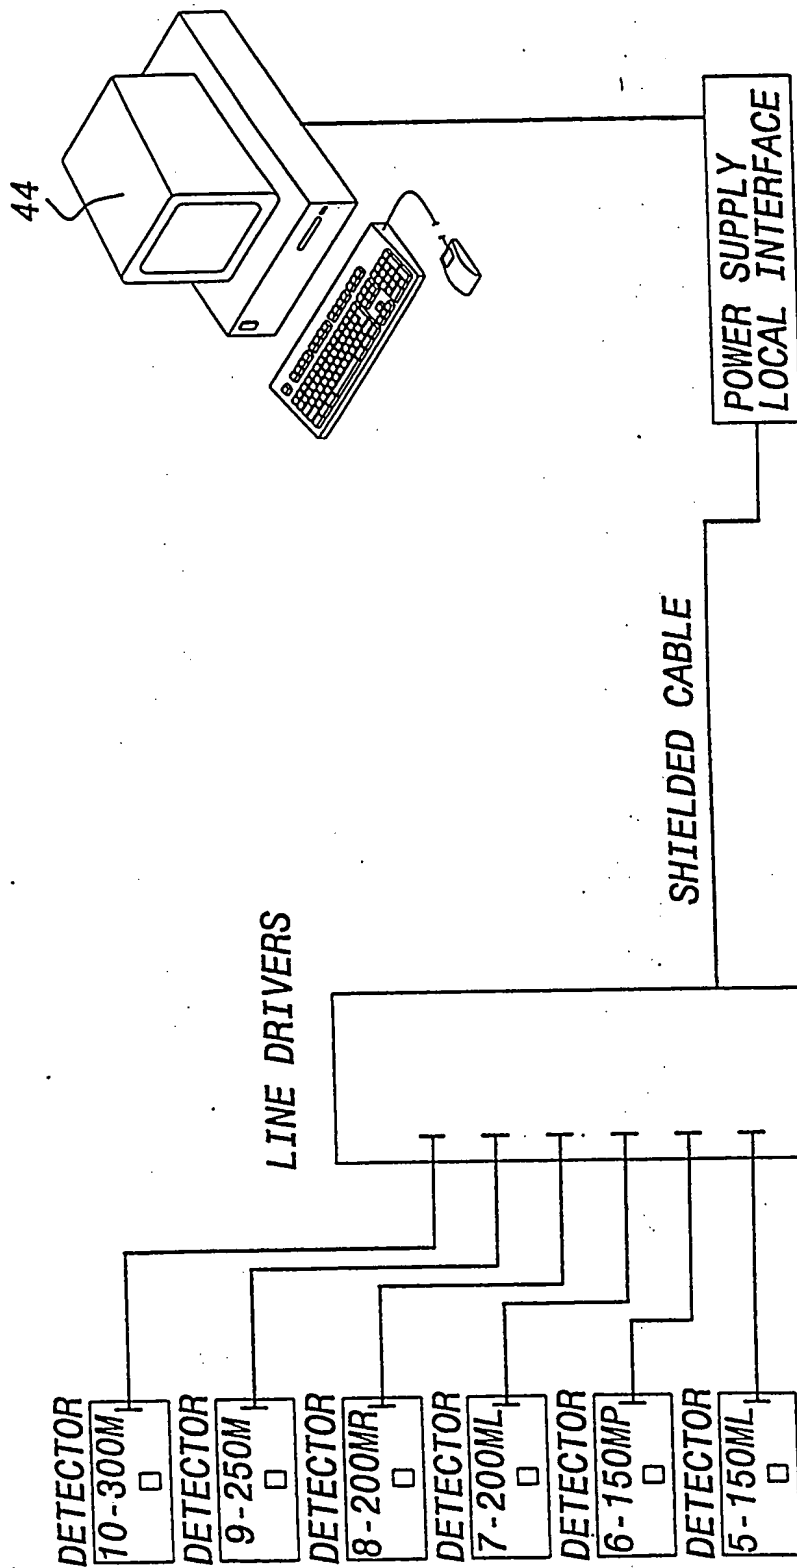 44
DETECTOR
10-300M
DETECTOR
9-250M
DETECTOR
8-200MR
DETECTOR
7-200ML
DETECTOR
6-150MP
DETECTOR
5-150ML
LINE DRIVERS
SHIELDED CABLE
POWER SUPPLY
LOCAL INTERFACE